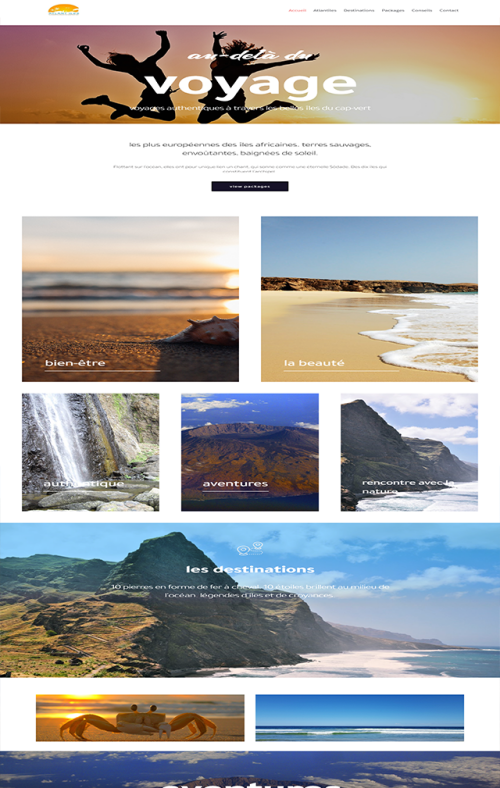 Accueil Attentes Destinations Packages Conseils Contact
au-delà du
voyage
voyages authentiques à travers les belles îles du cap-vert
les plus européennes des îles africaines. terres sauvages,
envoûtantes, baignées de soleil.
view packages
bien-être
la beauté
authentique
aventures
rencontre avec la
nature
les destinations
10 pierres en forme de fer à cheval. 10 étoiles brillent au milieu de
l'océan. légendes d'îles et de croyances.
aventures